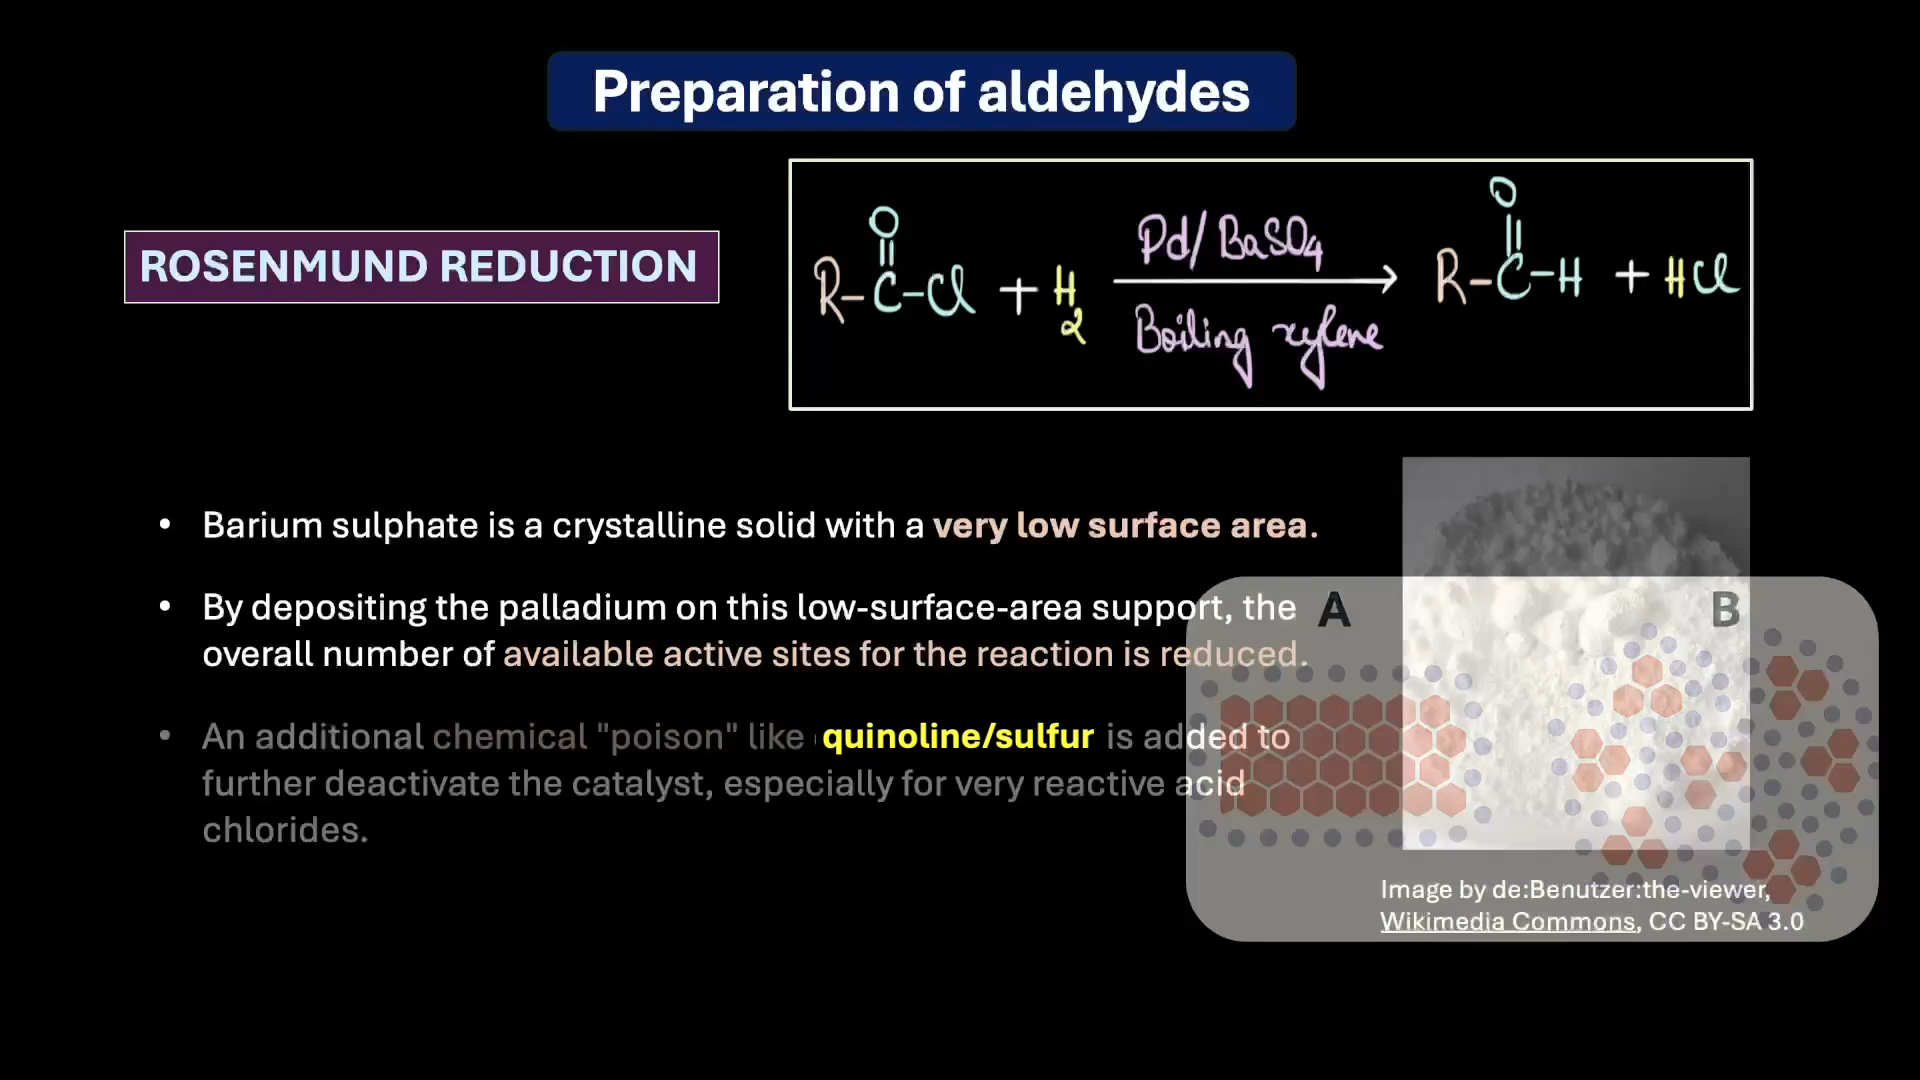 Preparation of aldehydes
ROSENMUND REDUCTION
O
R-C-Cl + H2
Pd/BaSO4
Boiling xylene
O
R-C-H + HCl
• Barium sulphate is a crystalline solid with a very low surface area.
• By depositing the palladium on this low-surface-area support, the
overall number of available active sites for the reaction is reduced.
• An additional chemical "poison" like quinoline/sulfur is added to
further deactivate the catalyst, especially for very reactive acid
chlorides.
A
B
Image by de:Benutzer:the-viewer,
Wikimedia Commons, CC BY-SA 3.0